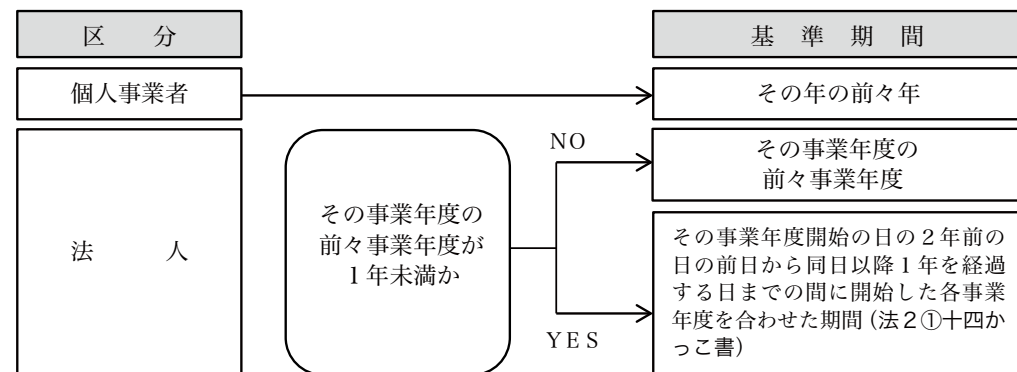 区　分
基　準　期　間
個人事業者
その年の前々年
法　人
その事業年度の
前々事業年度が
１年未満か
NO
その事業年度の
前々事業年度
YES
その事業年度開始の日の２年前の
日の前日から同日以降１年を経過
する日までの間に開始した各事業
年度を合わせた期間（法２①十四か
っこ書）